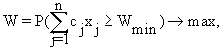 W = P(∑_{j=1}^{n} c_j x_j ≥ W_min) → max,